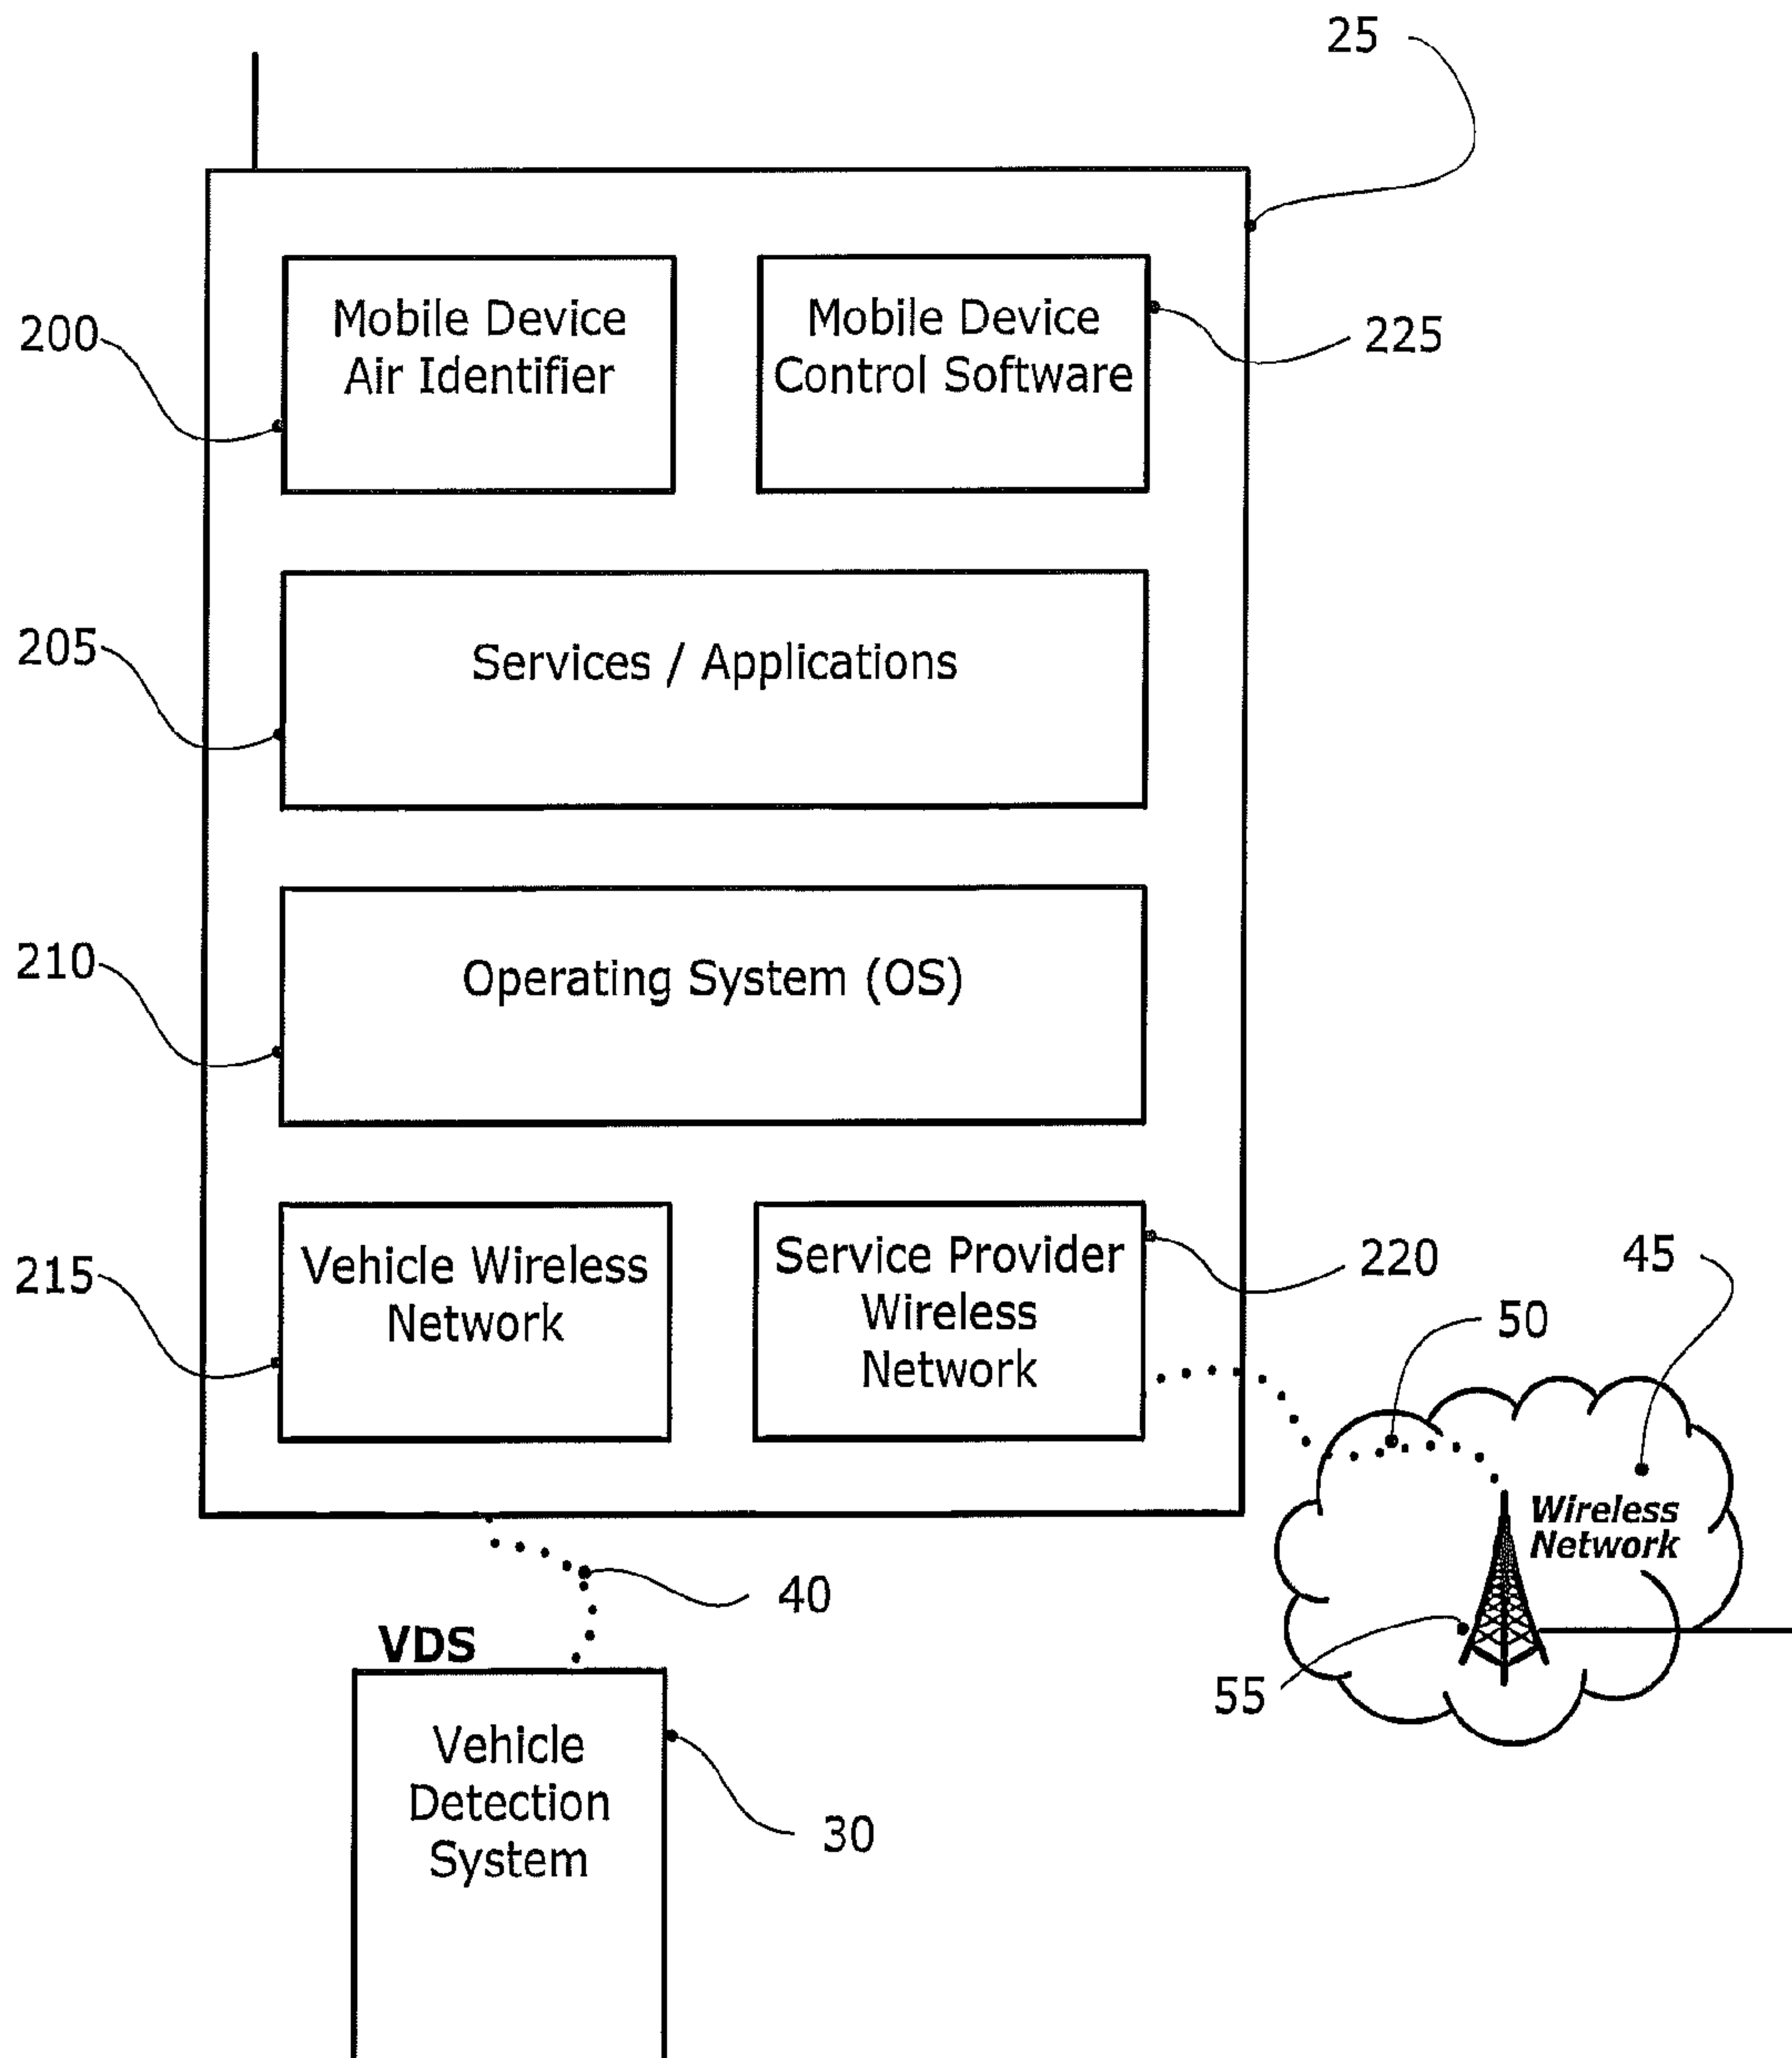 25
Mobile Device
Air Identifier
Mobile Device
Control Software
200
225
Services / Applications
205
Operating System (OS)
210
Vehicle Wireless
Network
Service Provider
Wireless
Network
215
220
45
50
Wireless
Network
40
VDS
55
Vehicle
Detection
System
30